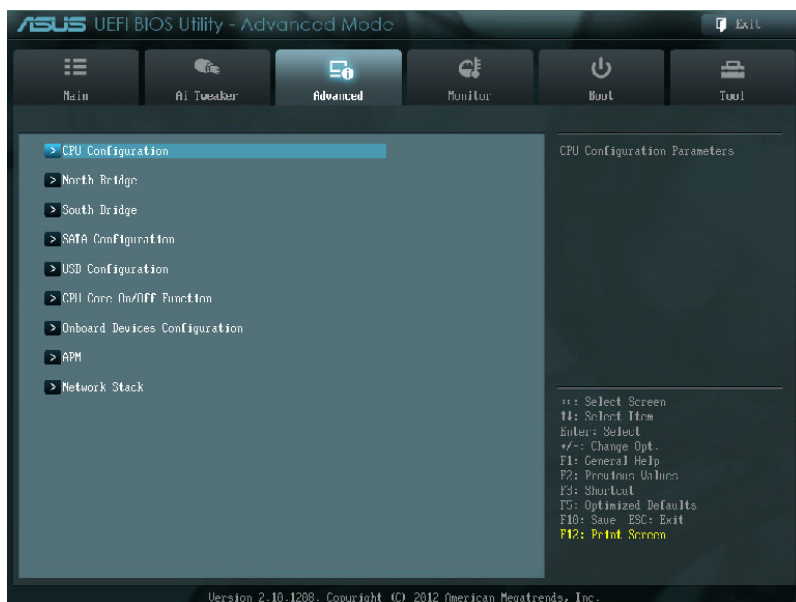 ASUS UEFI BIOS Utility - Advanced Mode
Exit
Main
Ai Tweaker
Advanced
Monitor
Boot
Tool
> CPU Configuration
> North Bridge
> South Bridge
> SATA Configuration
> USB Configuration
> CPU Core On/Off Function
> Onboard Devices Configuration
> APM
> Network Stack
CPU Configuration Parameters
→←: Select Screen
↑↓: Select Item
Enter: Select
+/-: Change Opt.
F1: General Help
F2: Previous Values
F3: Shortcut
F5: Optimized Defaults
F10: Save ESC: Exit
F12: Print Screen
Version 2.10.1208. Copyright (C) 2012 American Megatrends, Inc.